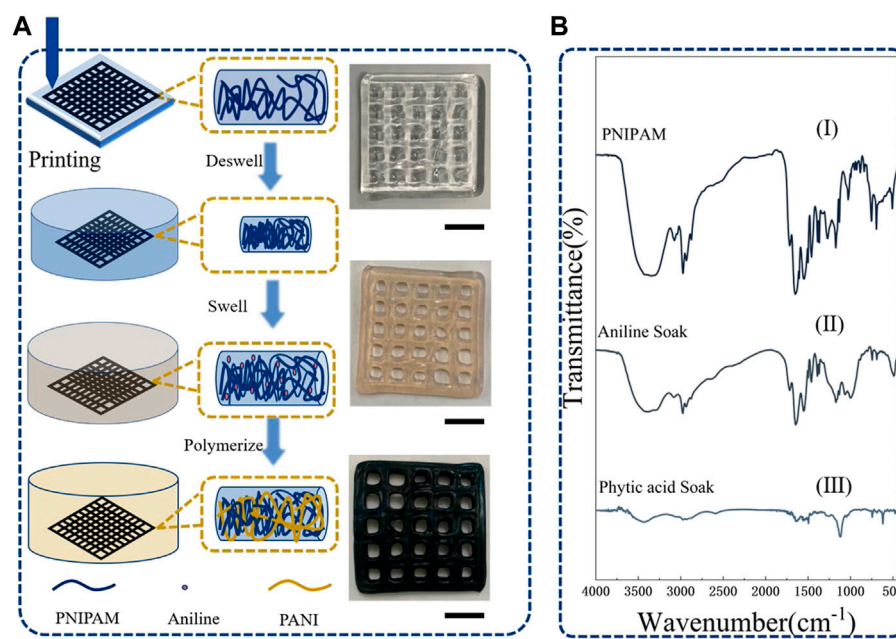 A
Printing
Deswell
Swell
Polymerize
PNIPAM
Aniline
PANI
B
Transmittance(%)
PNIPAM
(I)
Aniline Soak
(II)
Phytic acid Soak
(III)
4000 3500 3000 2500 2000 1500 1000
Wavenumber(cm⁻¹)